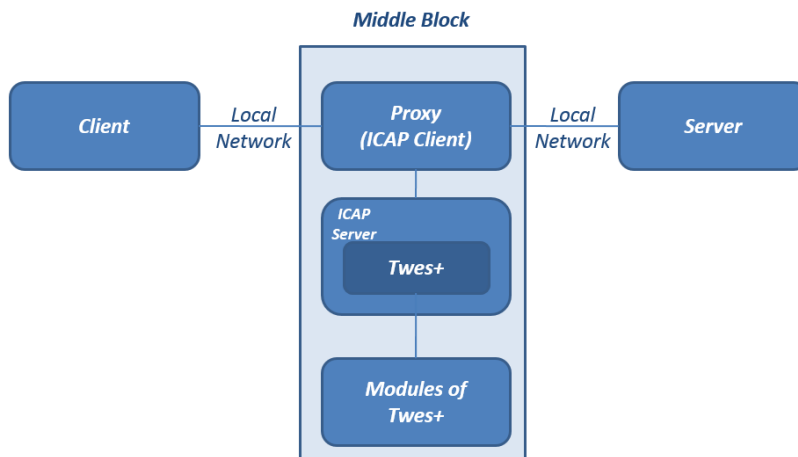 Middle Block
Client
Local
Network
Proxy
(ICAP Client)
Local
Network
Server
ICAP
Server
Twes+
Modules of
Twes+